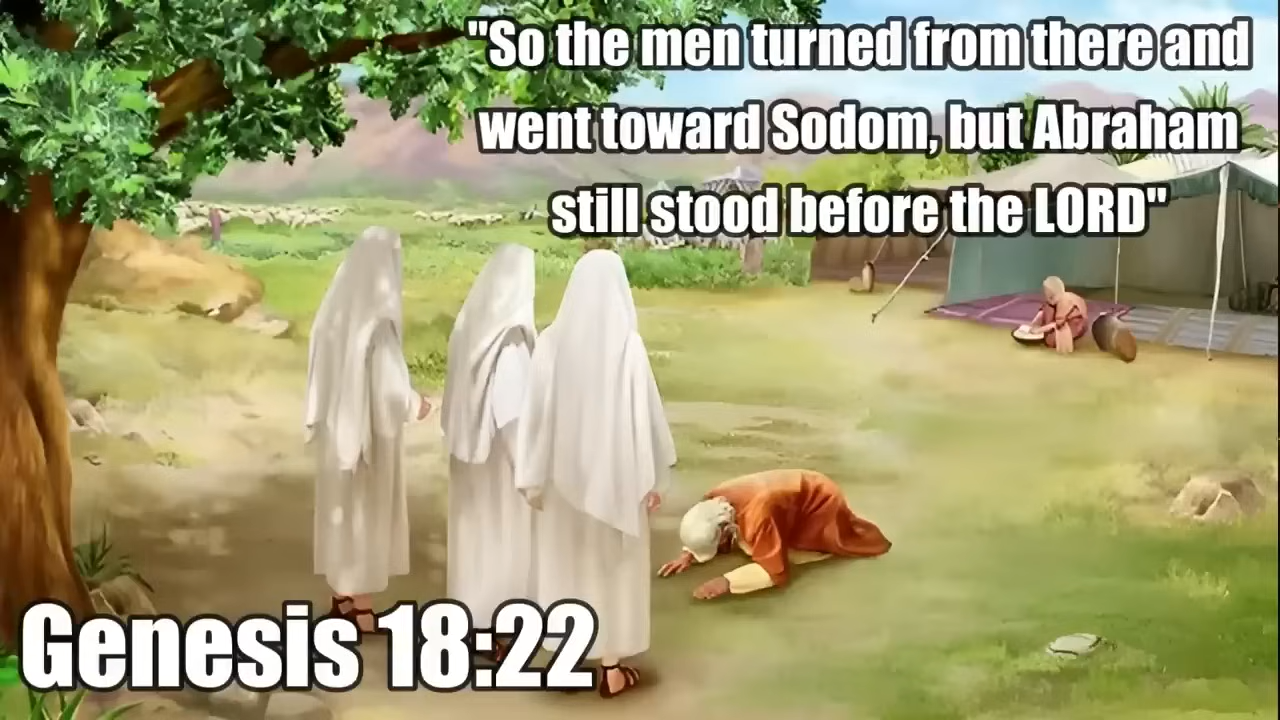 "So the men turned from there and
went toward Sodom, but Abraham
still stood before the LORD"
Genesis 18:22